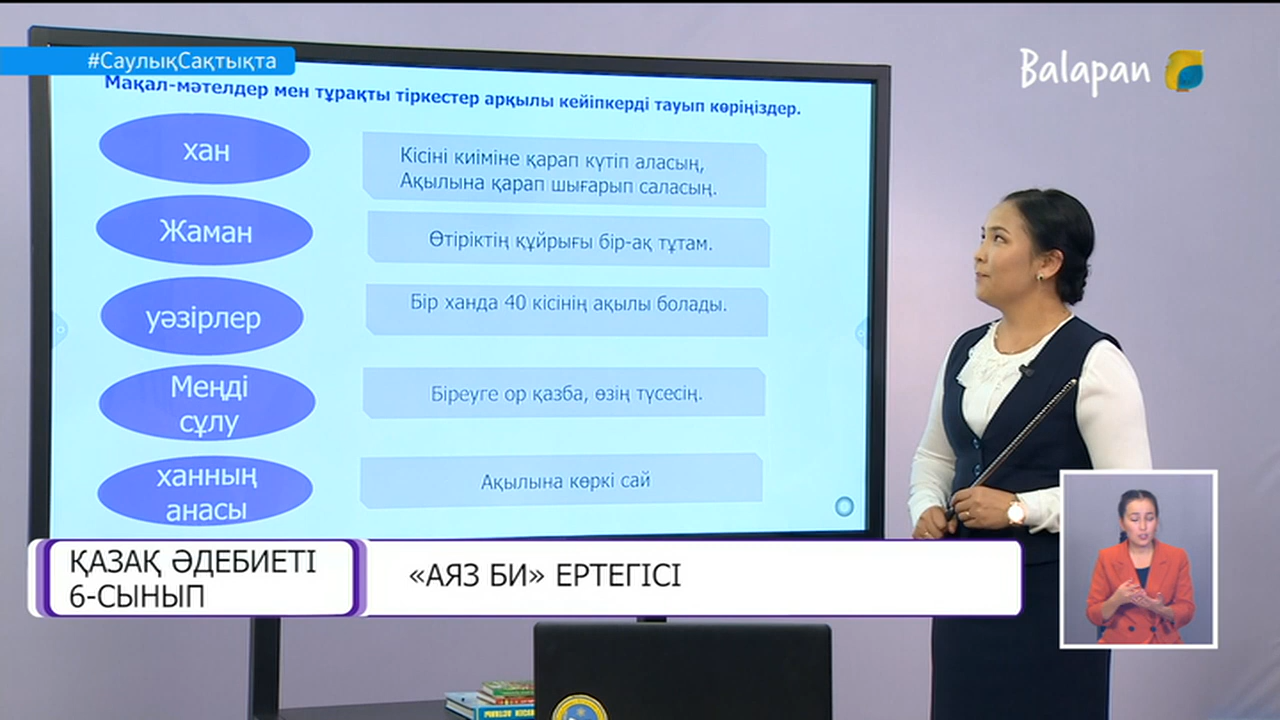 #СаулықСақтықта
Balapan
Мақал-мәтелдер мен тұрақты тіркестер арқылы кейіпкерді тауып көріңіздер.
хан
Кісіні киіміне қарап күтіп аласың,
Ақылына қарап шығарып саласың.
Жаман
Өтіріктің құйрығы бір-ақ тұтам.
уәзірлер
Бір ханда 40 кісінің ақылы болады.
Меңді
сұлу
Біреуге ор қазба, өзің түсесің.
ханның
анасы
Ақылына көркі сай
ҚАЗАҚ ӘДЕБИЕТІ
6-СЫНЫП
«АЯЗ БИ» ЕРТЕГІСІ